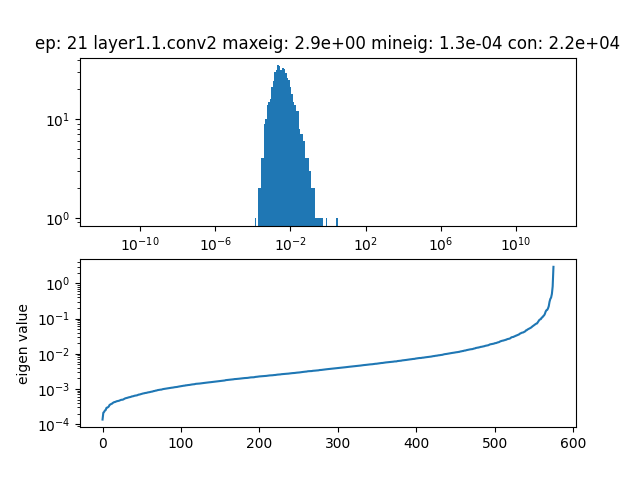 ep: 21 layer1.1.conv2 maxeig: 2.9e+00 mineig: 1.3e-04 con: 2.2e+04
10¹
10⁰
10⁻¹⁰ 10⁻⁶ 10⁻² 10² 10⁶ 10¹⁰
eigen value
10⁰
10⁻¹
10⁻²
10⁻³
10⁻⁴
0 100 200 300 400 500 600